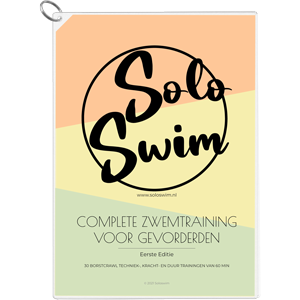 Solo
Swim
www.soloswim.nl
COMPLETE ZWEMTRAINING
VOOR GEVORDERDEN
Eerste Editie
30 BORSTCRAWL TECHNIEK-, KRACHT- EN DUUR TRAININGEN VAN 60 MIN